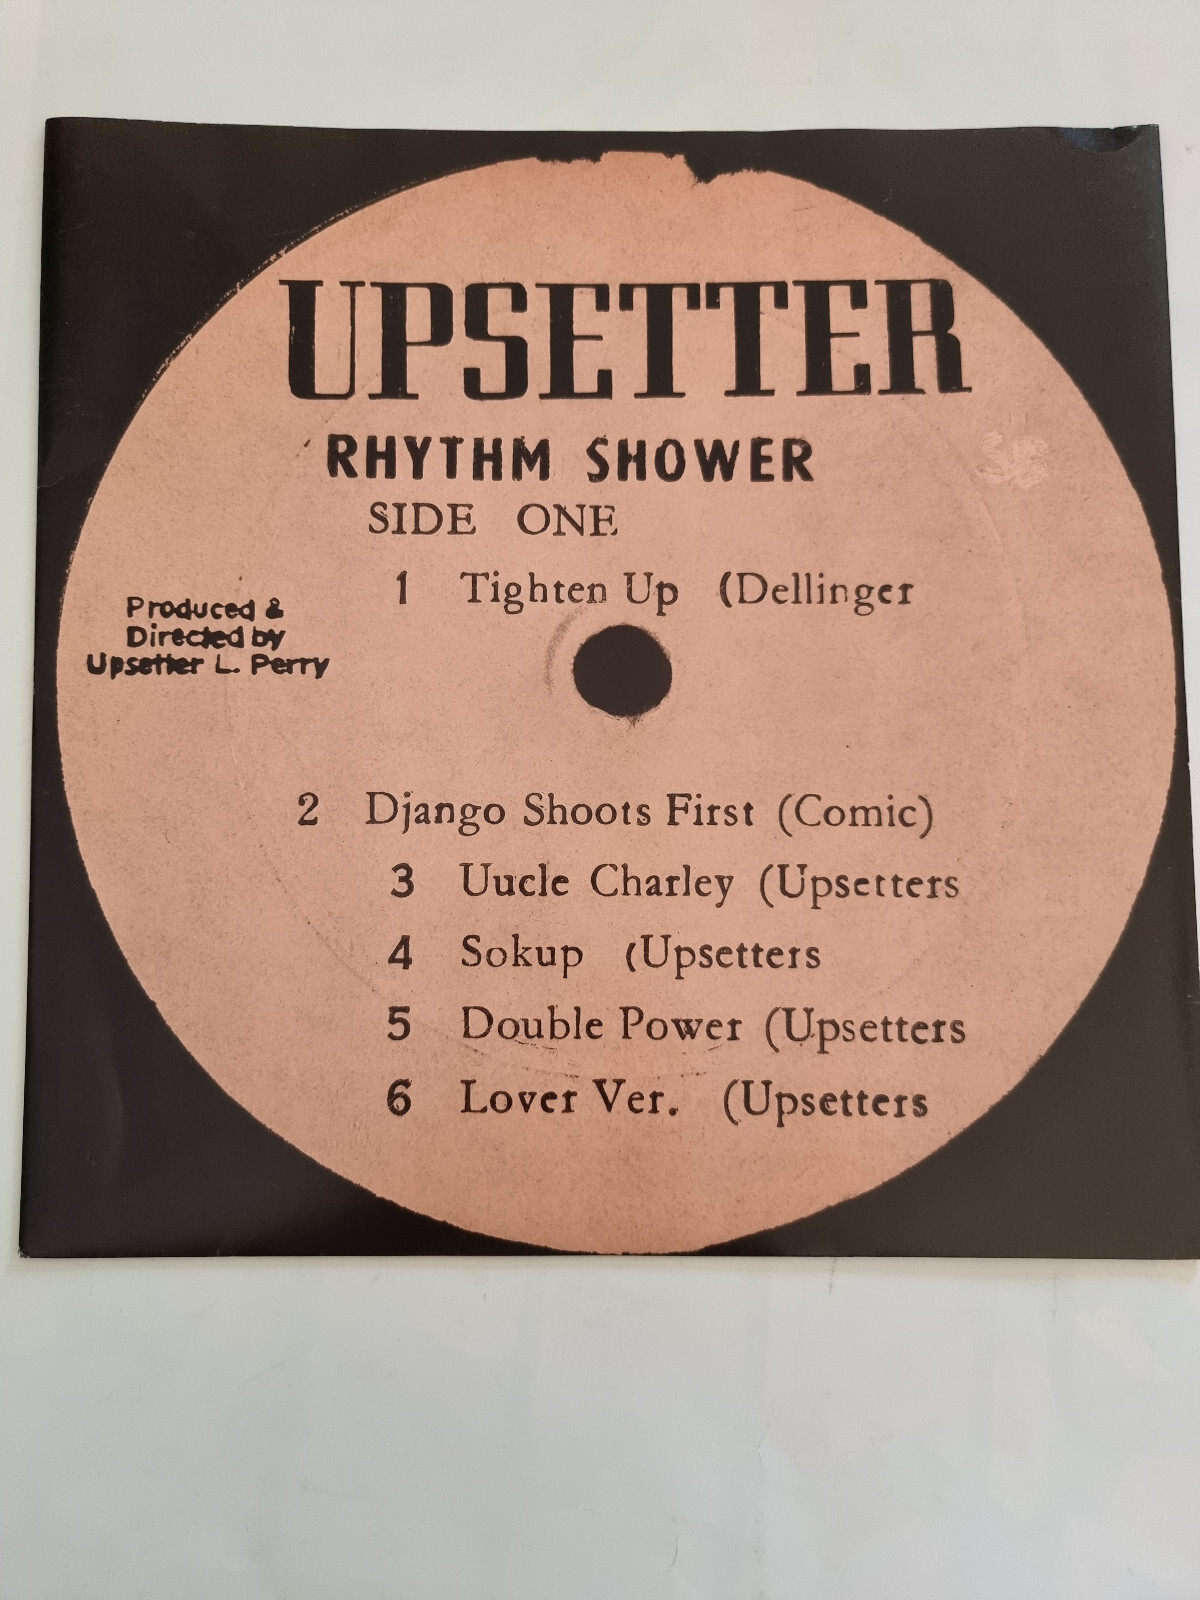 UPSETTER
RHYTHM SHOWER
SIDE ONE
1 Tighten Up (Dellinger
Produced &
Directed by
Upsetter L. Perry
2 Django Shoots First (Comic)
3 Uucle Charley (Upsetters
4 Sokup (Upsetters
5 Double Power (Upsetters
6 Lover Ver. (Upsetters